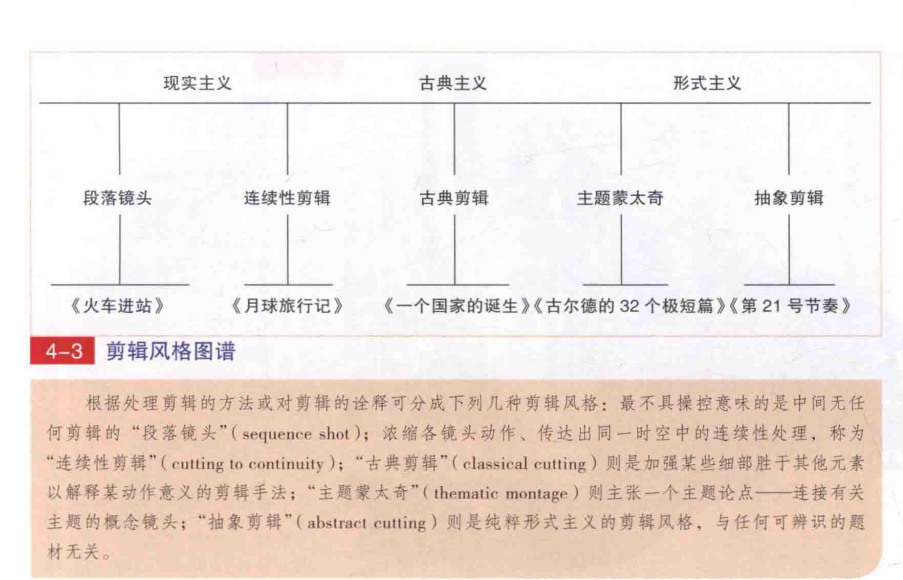 现实主义 古典主义 形式主义
段落镜头 连续性剪辑 古典剪辑 主题蒙太奇 抽象剪辑
《火车进站》 《月球旅行记》 《一个国家的诞生》《古尔德的 32 个极短篇》《第 21 号节奏》
4-3 剪辑风格图谱
根据处理剪辑的方法或对剪辑的诠释可分成下列几种剪辑风格：最不具操控意味的是中间无任
何剪辑的“段落镜头”（sequence shot）；浓缩各镜头动作、传达出同一时空中的连续性处理，称为
“连续性剪辑”（cutting to continuity）；“古典剪辑”（classical cutting）则是加强某些细部胜于其他元素
以解释某动作意义的剪辑手法；“主题蒙太奇”（thematic montage）则主张一个主题论点——连接有关
主题的概念镜头；“抽象剪辑”（abstract cutting）则是纯粹形式主义的剪辑风格，与任何可辨识的题
材无关。